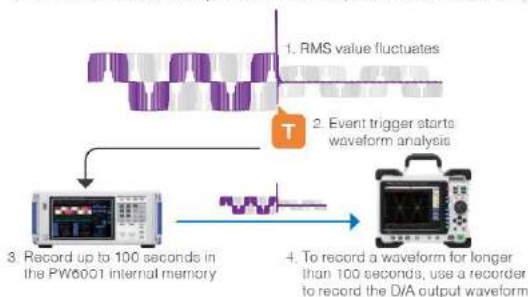 1. RMS value fluctuates
T
2. Event trigger starts
waveform analysis
3. Record up to 100 seconds in
the PW6001 internal memory
4. To record a waveform for longer
than 100 seconds, use a recorder
to record the D/A output waveform